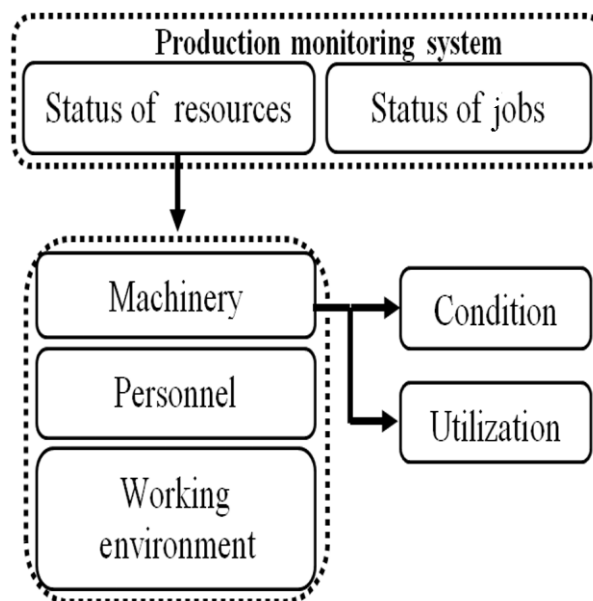 Production monitoring system
Status of resources
Status of jobs
Machinery
Condition
Personnel
Utilization
Working
environment